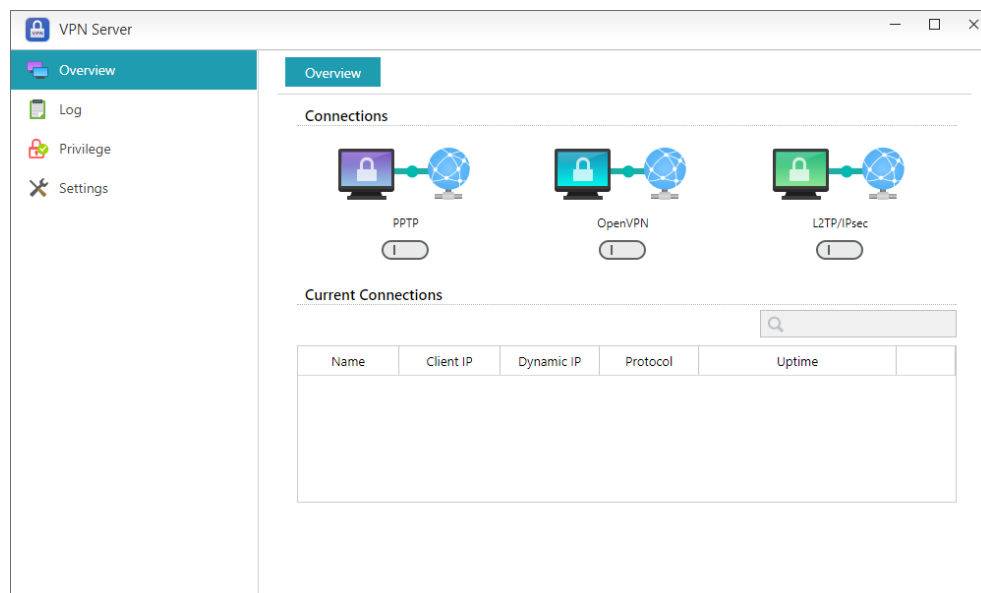 VPN Server
Overview
Log
Privilege
Settings
Overview
Connections
PPTP OpenVPN L2TP/IPsec
Current Connections
Name Client IP Dynamic IP Protocol Uptime